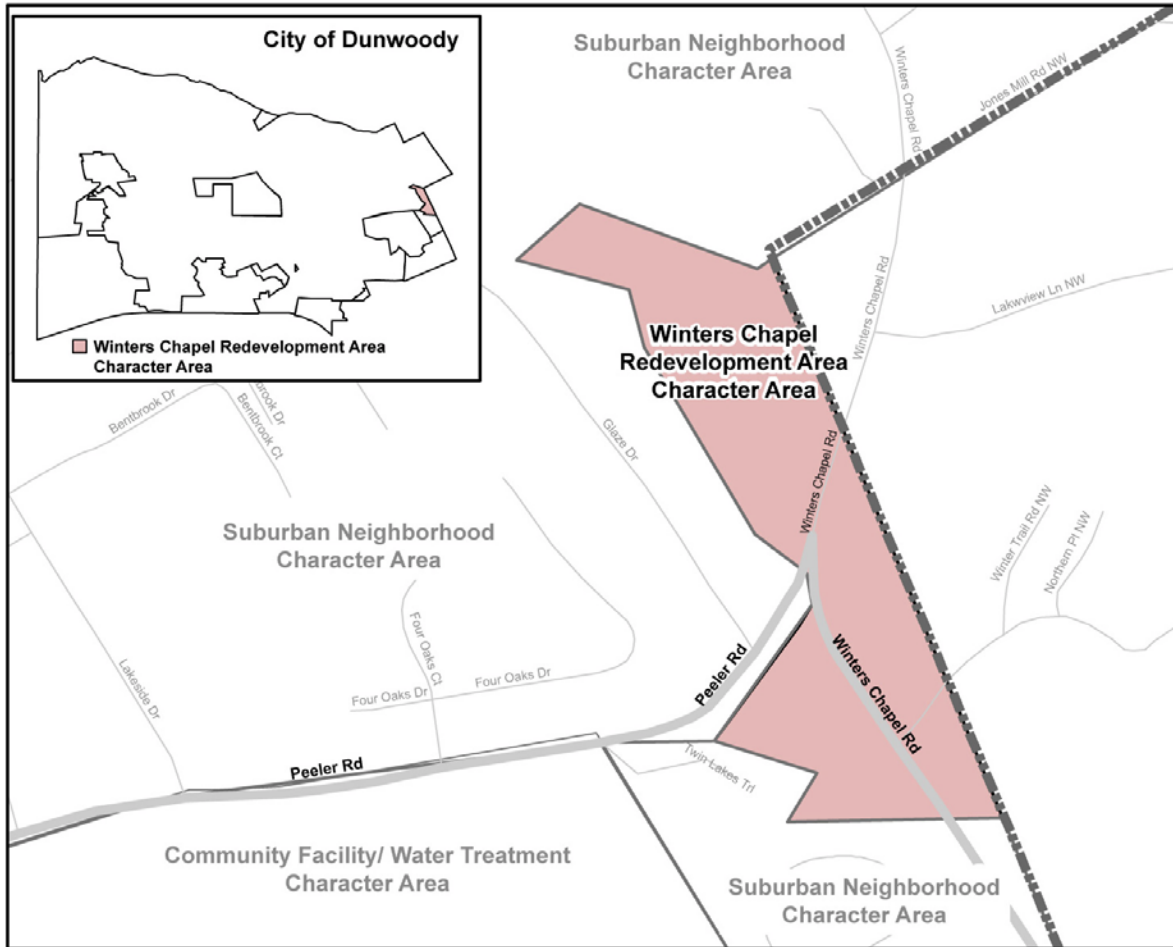 City of Dunwoody
Winters Chapel Redevelopment Area
Character Area
Suburban Neighborhood
Character Area
Winters Chapel Rd
Jones Mill Rd NW
Winters Chapel Rd
Lakwview Ln NW
Winters Chapel
Redevelopment Area
Character Area
Bentbrook Dr
brook Dr
Bentbrook Ct
Glaze Dr
Winters Chapel Rd
Winter Trail Rd NW
Northern Pl NW
Suburban Neighborhood
Character Area
Lakeside Dr
Four Oaks Ct
Four Oaks Dr
Four Oaks Dr
Peeler Rd
Winters Chapel Rd
Peeler Rd
Twin Lakes Trl
Community Facility/ Water Treatment
Character Area
Suburban Neighborhood
Character Area